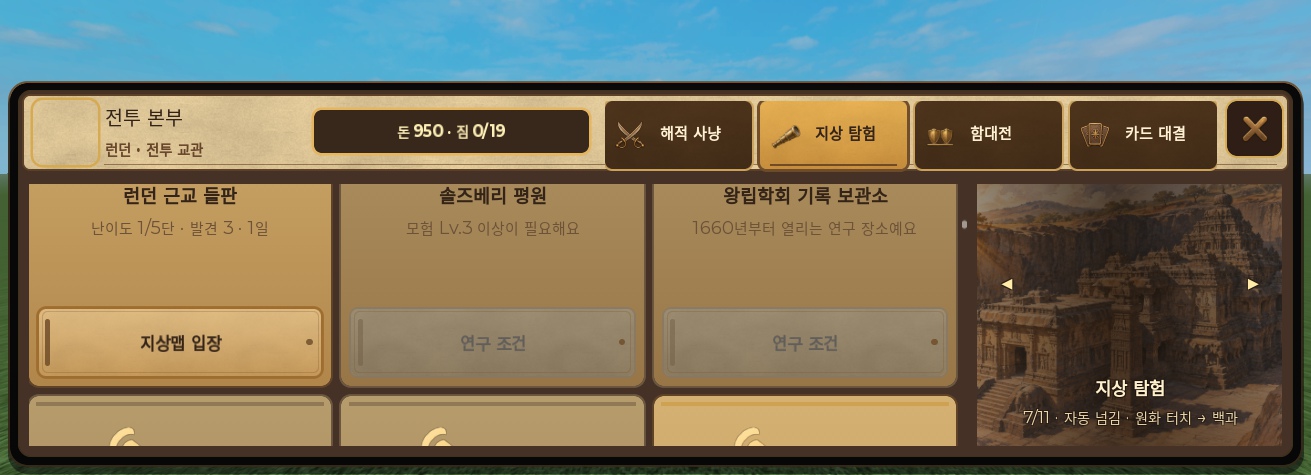 전투 본부
런던 · 전투 교관
돈 950 · 짐 0/19
해적 사냥
지상 탐험
함대전
카드 대결
런던 근교 들판
난이도 1/5단 · 발견 3 · 1일
지상맵 입장
솔즈베리 평원
모험 Lv.3 이상이 필요해요
연구 조건
왕립학회 기록 보관소
1660년부터 열리는 연구 장소예요
연구 조건
지상 탐험
7/11 · 자동 넘김 · 원화 터치 → 백과